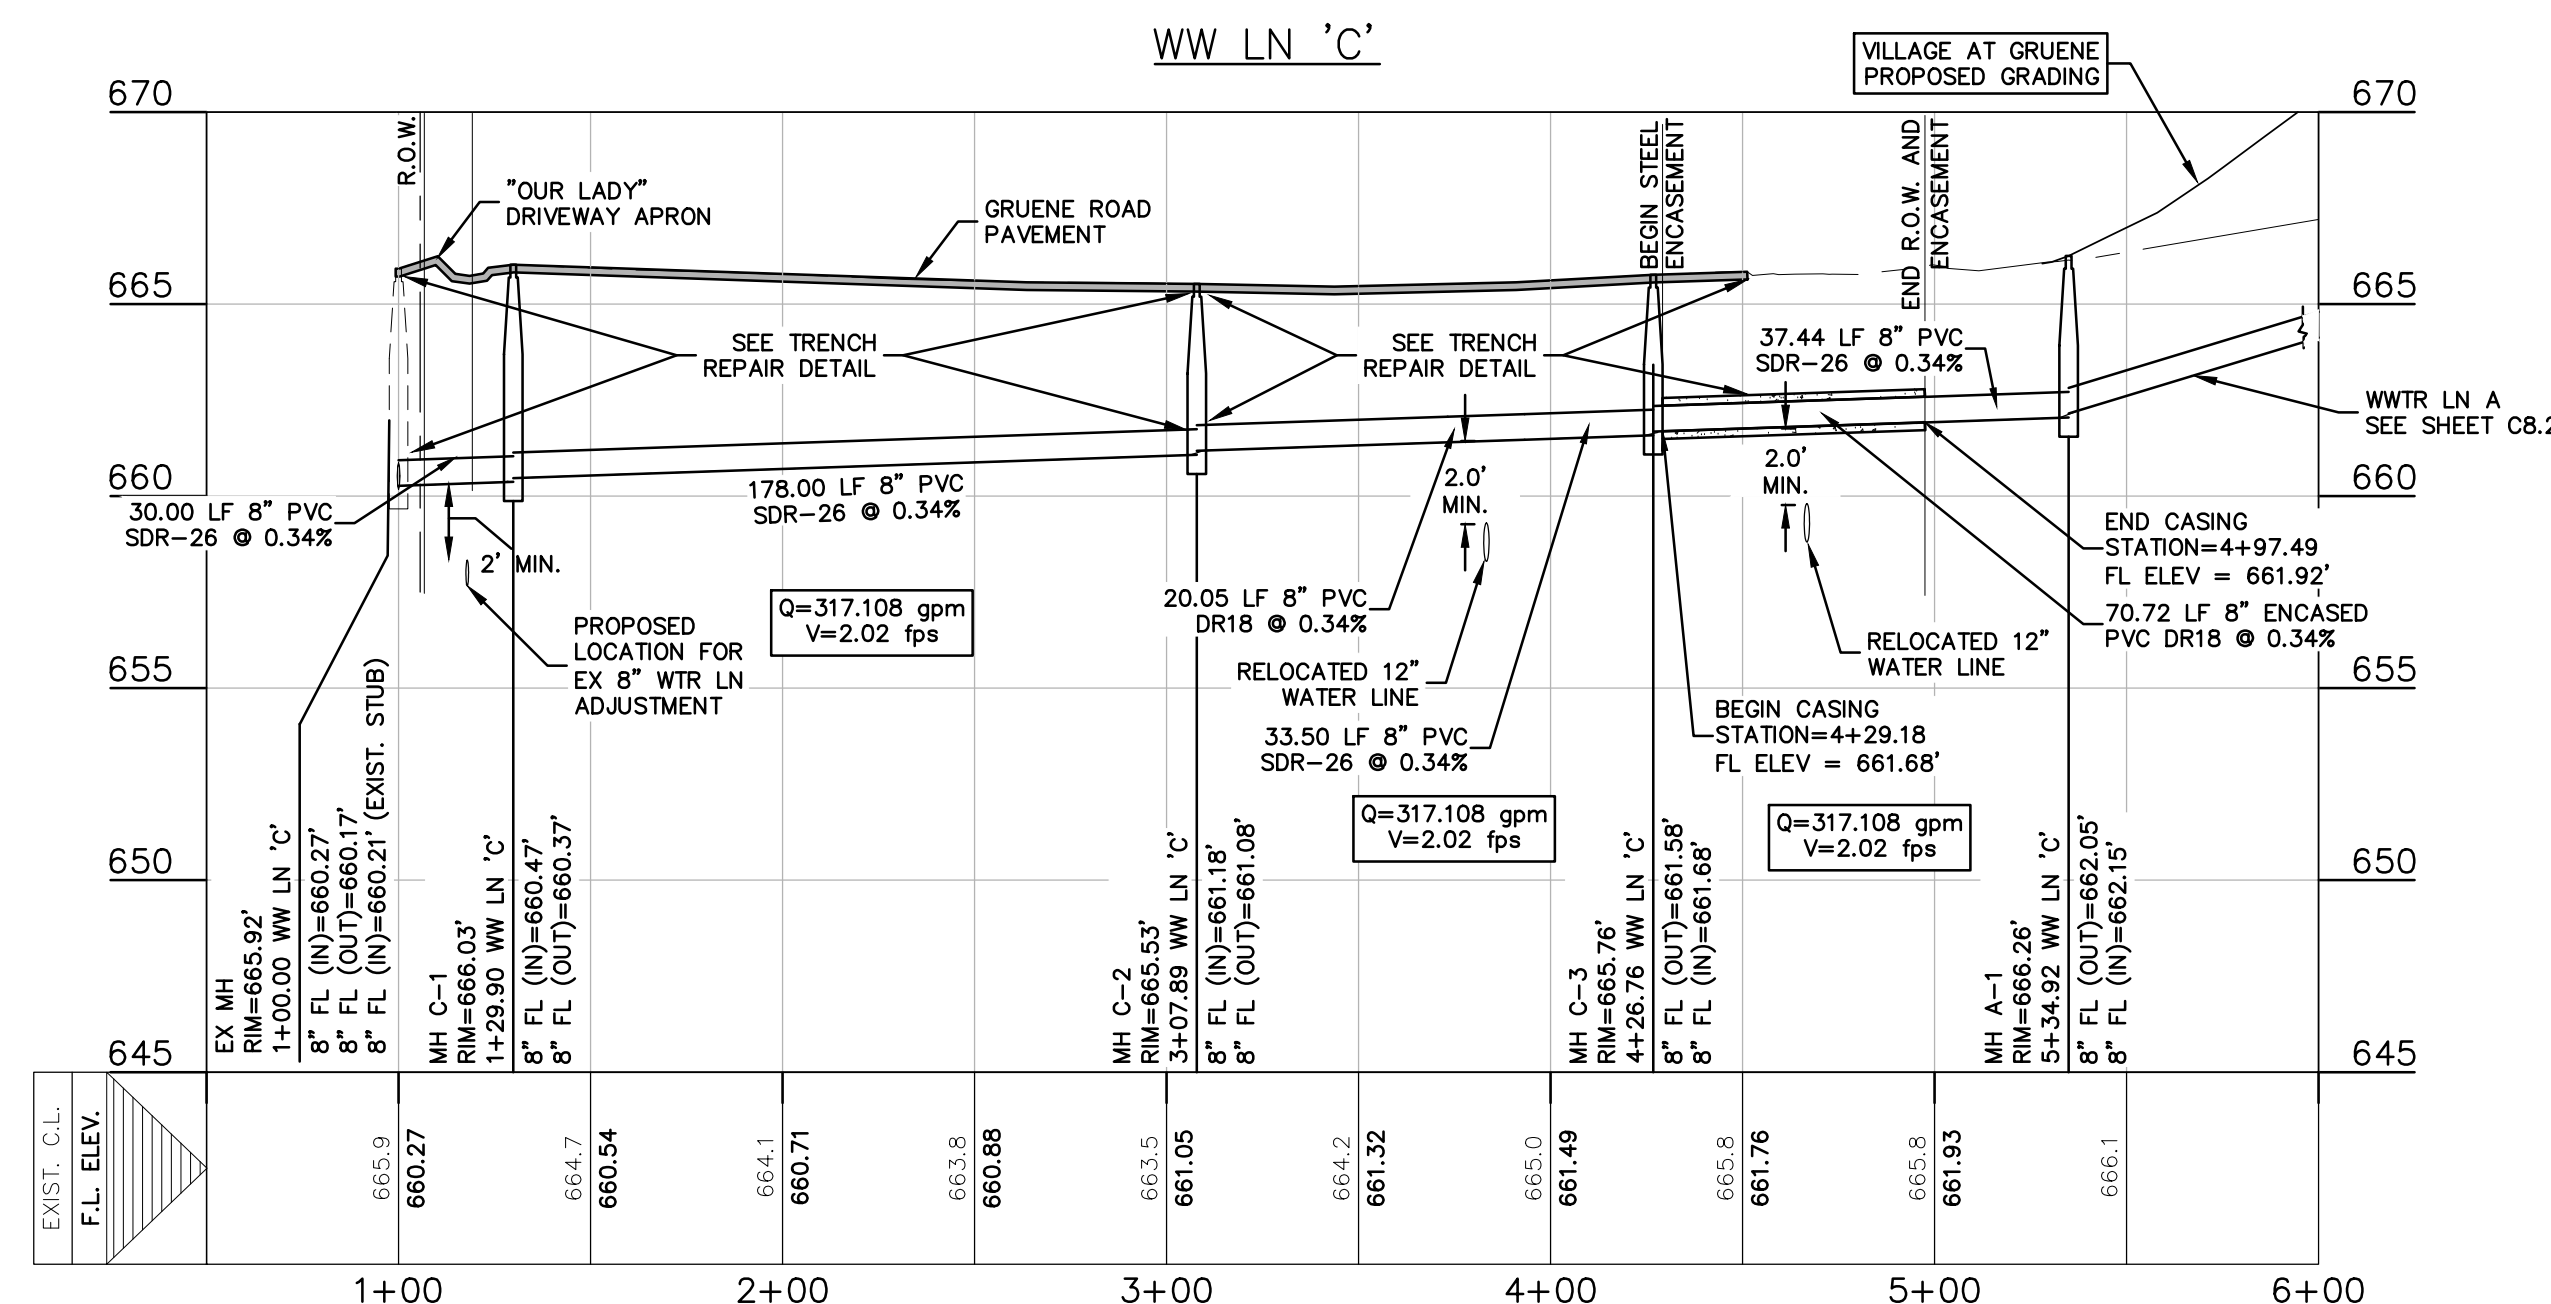 WW LN 'C'
VILLAGE AT GRUENE
PROPOSED GRADING
670
670
R.O.W.
"OUR LADY"
DRIVEWAY APRON
GRUENE ROAD
PAVEMENT
BEGIN STEEL
ENCASEMENT
END R.O.W. AND
ENCASEMENT
665
665
SEE TRENCH
REPAIR DETAIL
SEE TRENCH
REPAIR DETAIL
37.44 LF 8" PVC
SDR-26 @ 0.34%
WWTR LN A
SEE SHEET C8.2
660
660
30.00 LF 8" PVC
SDR-26 @ 0.34%
178.00 LF 8" PVC
SDR-26 @ 0.34%
2.0'
MIN.
2.0'
MIN.
END CASING
STATION=4+97.49
FL ELEV = 661.92'
2' MIN.
Q=317.108 gpm
V=2.02 fps
20.05 LF 8" PVC
DR18 @ 0.34%
70.72 LF 8" ENCASED
PVC DR18 @ 0.34%
PROPOSED
LOCATION FOR
EX 8" WTR LN
ADJUSTMENT
RELOCATED 12"
WATER LINE
RELOCATED 12"
WATER LINE
655
655
33.50 LF 8" PVC
SDR-26 @ 0.34%
BEGIN CASING
STATION=4+29.18
FL ELEV = 661.68'
Q=317.108 gpm
V=2.02 fps
Q=317.108 gpm
V=2.02 fps
650
650
EX MH
RIM=665.92'
1+00.00 WW LN 'C'
8" FL (IN)=660.27'
8" FL (OUT)=660.17'
8" FL (IN)=660.21' (EXIST. STUB)
MH C-1
RIM=666.03'
1+29.90 WW LN 'C'
8" FL (IN)=660.47'
8" FL (OUT)=660.37'
MH C-2
RIM=665.53'
3+07.89 WW LN 'C'
8" FL (IN)=661.18'
8" FL (OUT)=661.08'
MH C-3
RIM=665.76'
4+26.76 WW LN 'C'
8" FL (OUT)=661.58'
8" FL (IN)=661.68'
MH A-1
RIM=666.26'
5+34.92 WW LN 'C'
8" FL (OUT)=662.05'
8" FL (IN)=662.15'
645
645
EXIST. C.L.
F.L. ELEV.
665.9
660.27
664.7
660.54
664.1
660.71
663.8
660.88
663.5
661.05
664.2
661.32
665.0
661.49
665.8
661.76
665.8
661.93
666.1
1+00
2+00
3+00
4+00
5+00
6+00